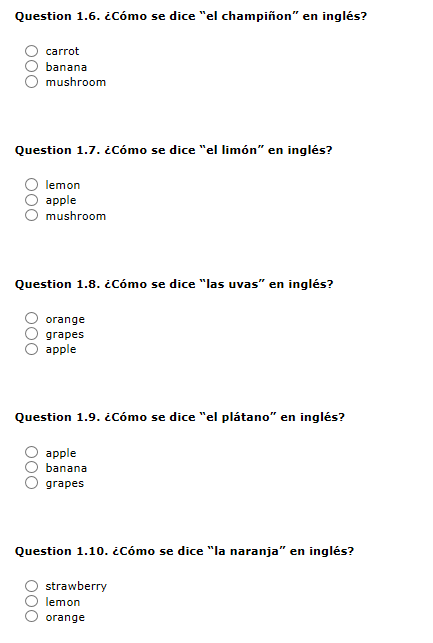 Question 1.6. ¿Cómo se dice “el champiñon” en inglés?
carrot
banana
mushroom
Question 1.7. ¿Cómo se dice “el limón” en inglés?
lemon
apple
mushroom
Question 1.8. ¿Cómo se dice “las uvas” en inglés?
orange
grapes
apple
Question 1.9. ¿Cómo se dice “el plátano” en inglés?
apple
banana
grapes
Question 1.10. ¿Cómo se dice “la naranja” en inglés?
strawberry
lemon
orange